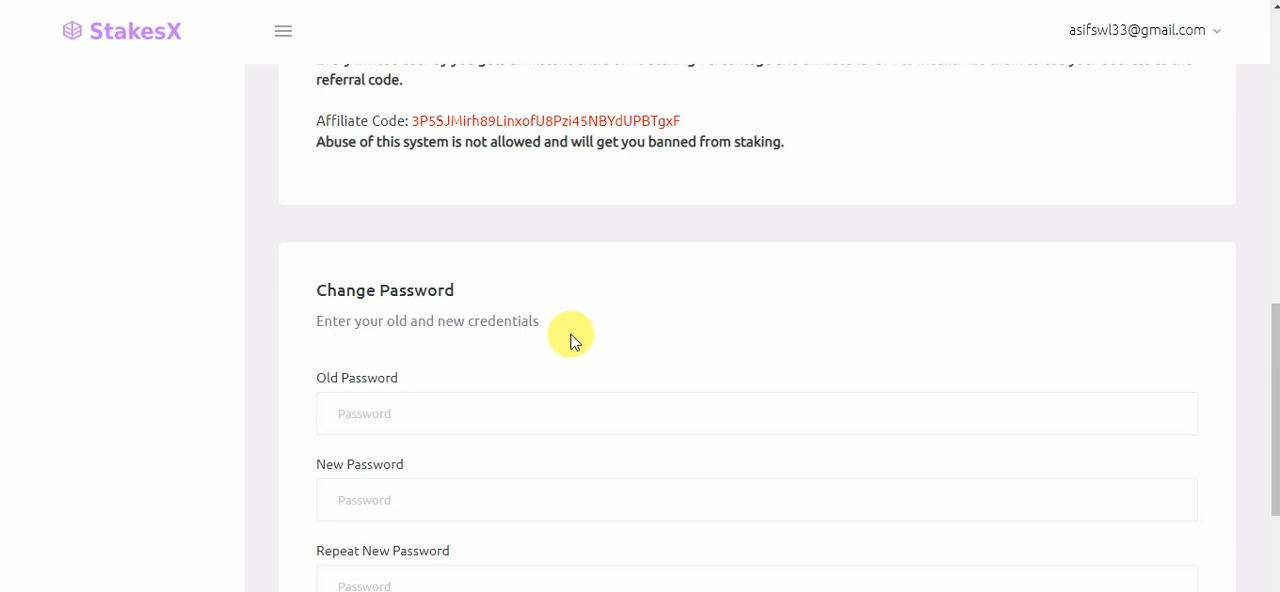 StakesX
asifswl33@gmail.com
referral code.
Affiliate Code: 3P5SJMirh89LinxofU8Pzi45NBYdUPBTgxF
Abuse of this system is not allowed and will get you banned from staking.
Change Password
Enter your old and new credentials
Old Password
Password
New Password
Password
Repeat New Password
Password